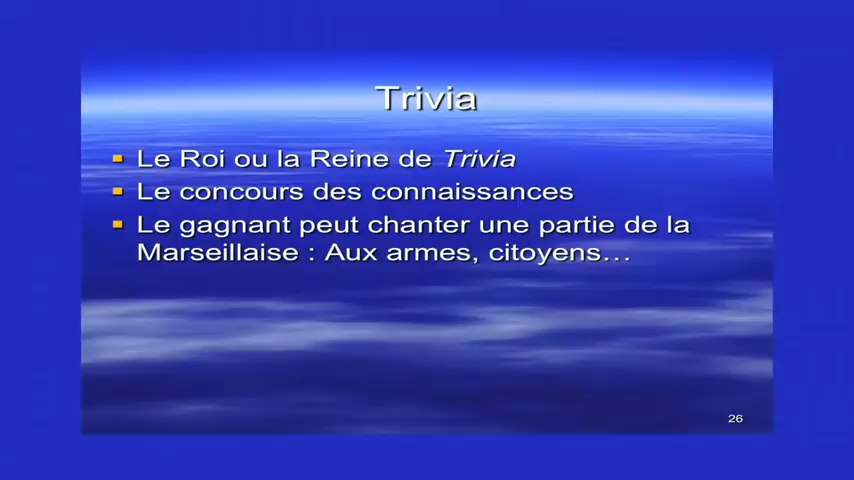 Trivia
Le Roi ou la Reine de Trivia
Le concours des connaissances
Le gagnant peut chanter une partie de la
Marseillaise : Aux armes, citoyens…
26